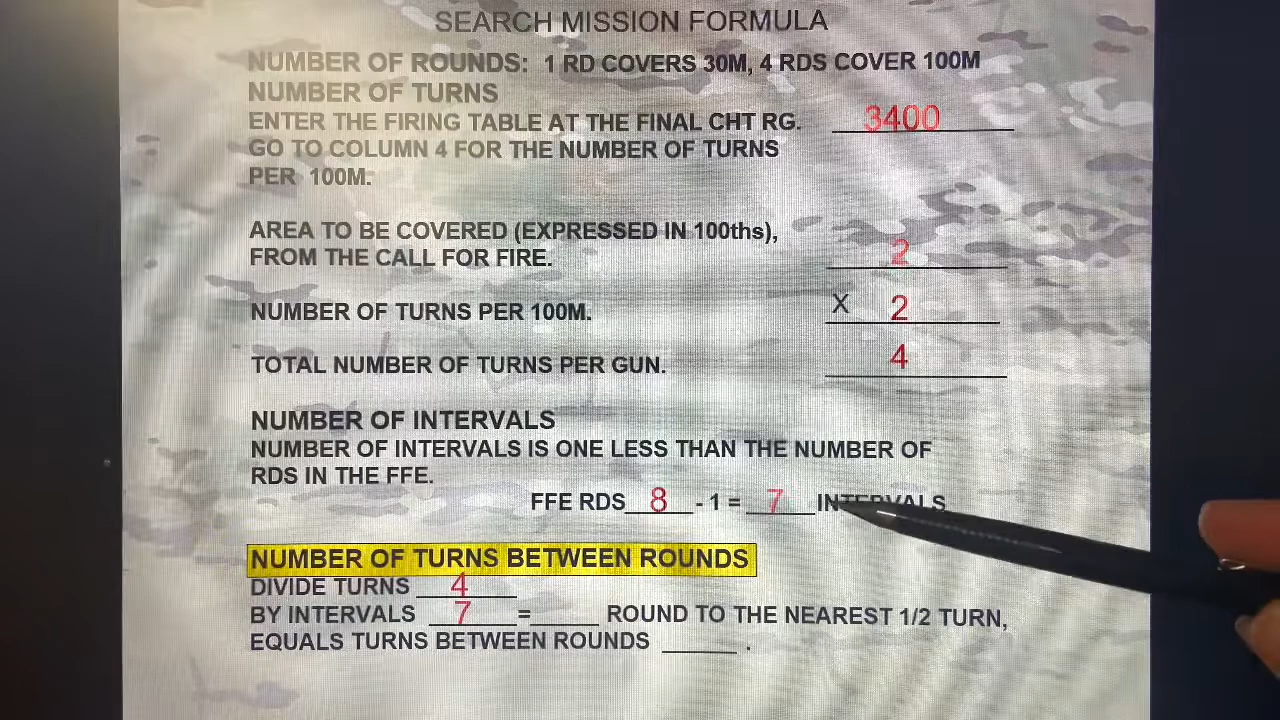 SEARCH MISSION FORMULA
NUMBER OF ROUNDS: 1 RD COVERS 30M, 4 RDS COVER 100M
NUMBER OF TURNS
ENTER THE FIRING TABLE AT THE FINAL CHT RG. 3400
GO TO COLUMN 4 FOR THE NUMBER OF TURNS
PER 100M.
AREA TO BE COVERED (EXPRESSED IN 100ths),
FROM THE CALL FOR FIRE. 2
NUMBER OF TURNS PER 100M. X 2
TOTAL NUMBER OF TURNS PER GUN. 4
NUMBER OF INTERVALS
NUMBER OF INTERVALS IS ONE LESS THAN THE NUMBER OF
RDS IN THE FFE.
FFE RDS 8 - 1 = 7 INTERVALS
NUMBER OF TURNS BETWEEN ROUNDS
DIVIDE TURNS 4
BY INTERVALS 7 =______ ROUND TO THE NEAREST 1/2 TURN,
EQUALS TURNS BETWEEN ROUNDS ______ .